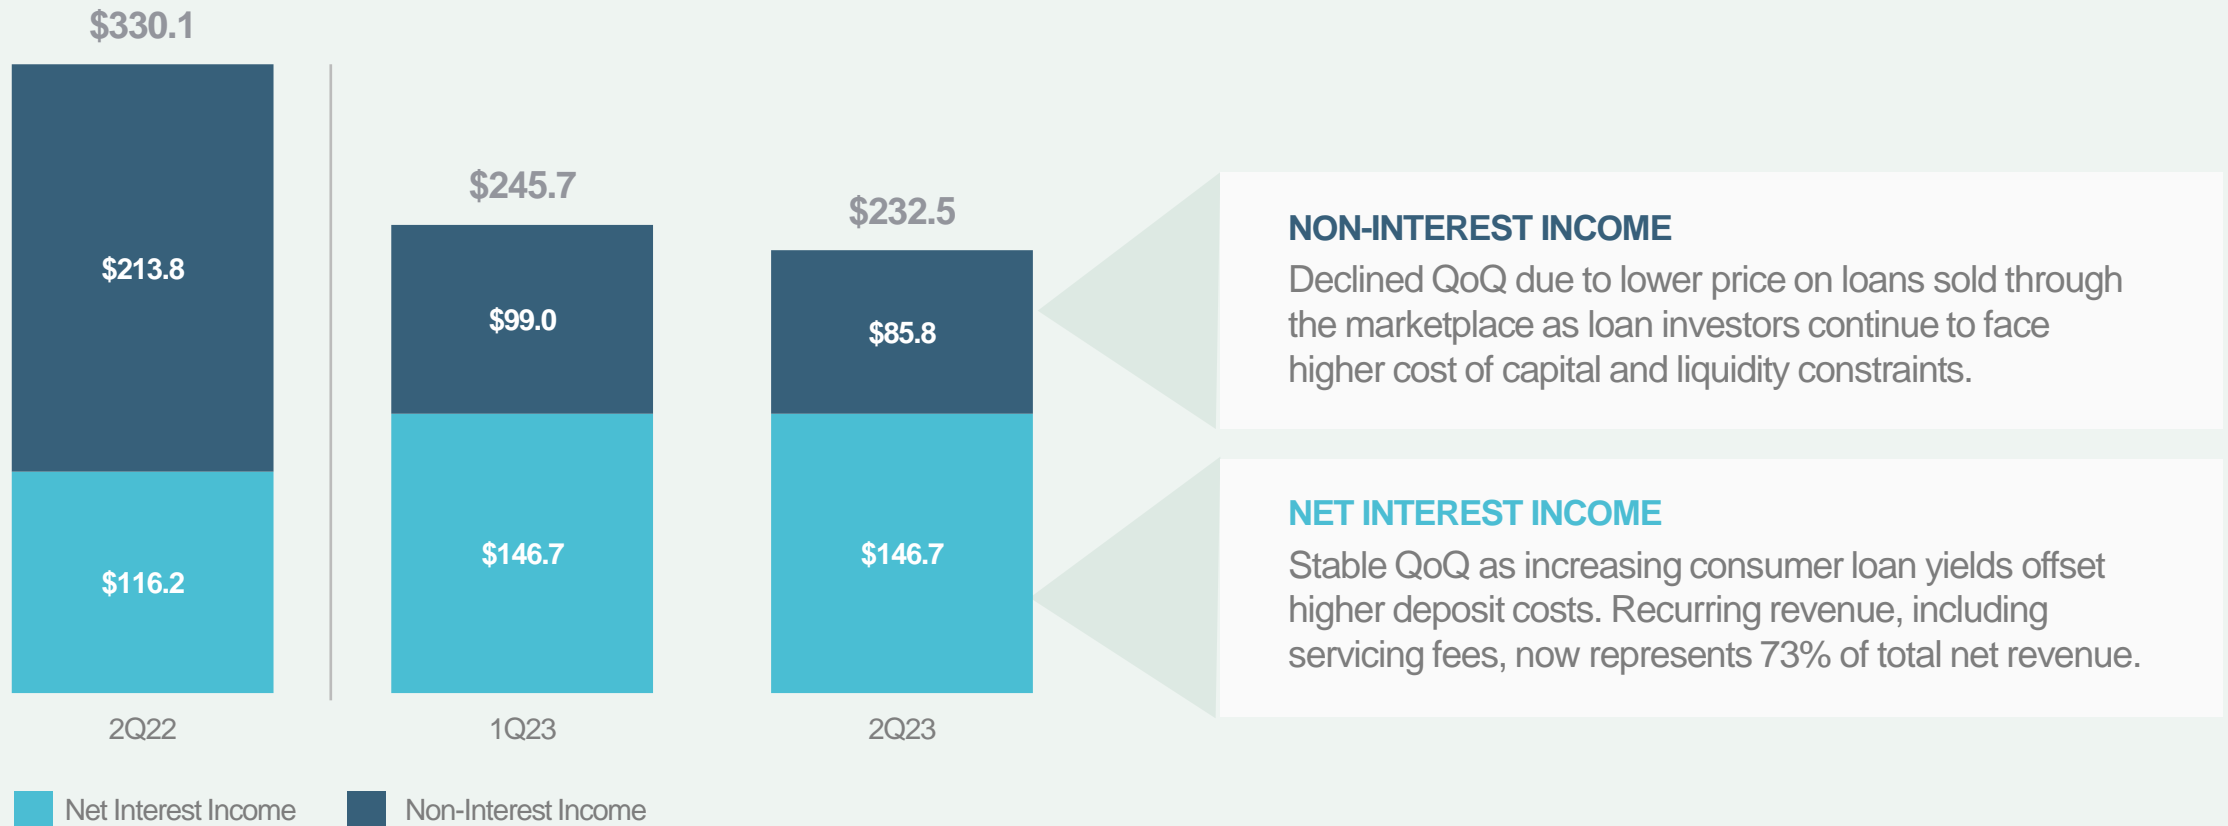 $330.1
$213.8
$116.2
2Q22
$245.7
$99.0
$146.7
1Q23
$232.5
$85.8
$146.7
2Q23
Net Interest Income
Non-Interest Income
NON-INTEREST INCOME
Declined QoQ due to lower price on loans sold through
the marketplace as loan investors continue to face
higher cost of capital and liquidity constraints.
NET INTEREST INCOME
Stable QoQ as increasing consumer loan yields offset
higher deposit costs. Recurring revenue, including
servicing fees, now represents 73% of total net revenue.